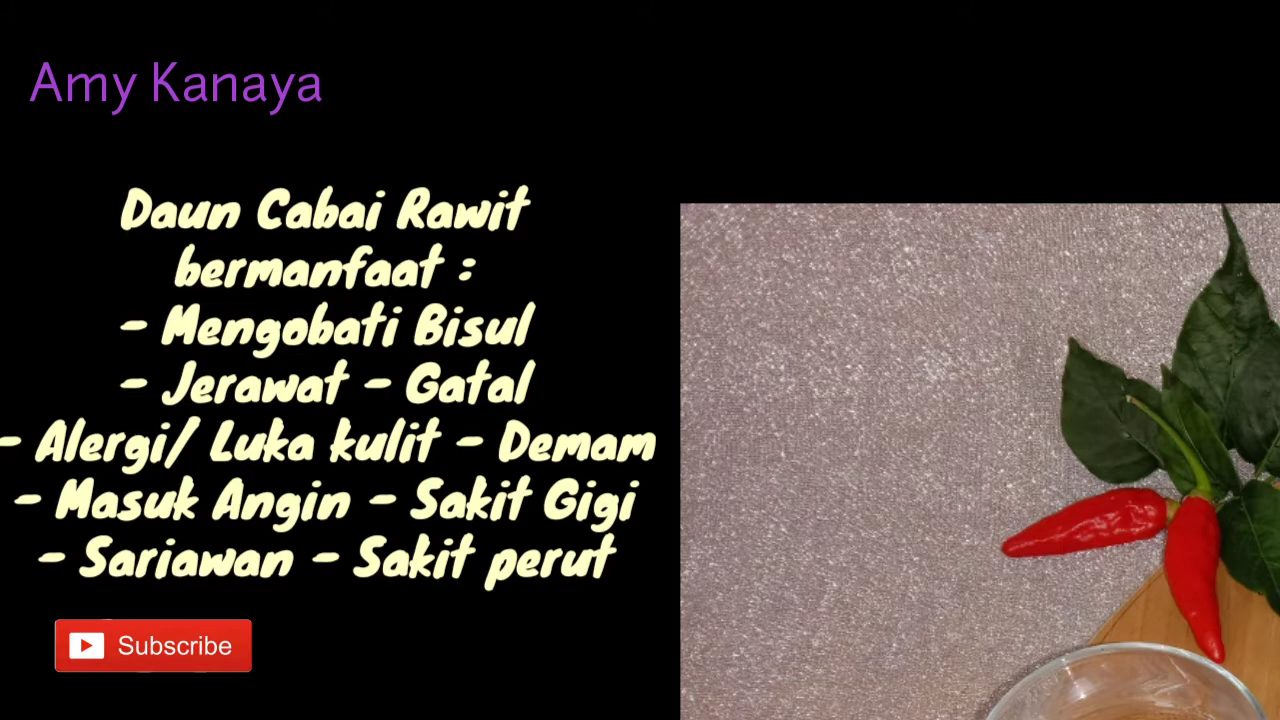 Amy Kanaya
Daun Cabai Rawit
bermanfaat :
- Mengobati Bisul
- Jerawat - Gatal
- Alergi/ Luka kulit - Demam
- Masuk Angin - Sakit Gigi
- Sariawan - Sakit perut
Subscribe